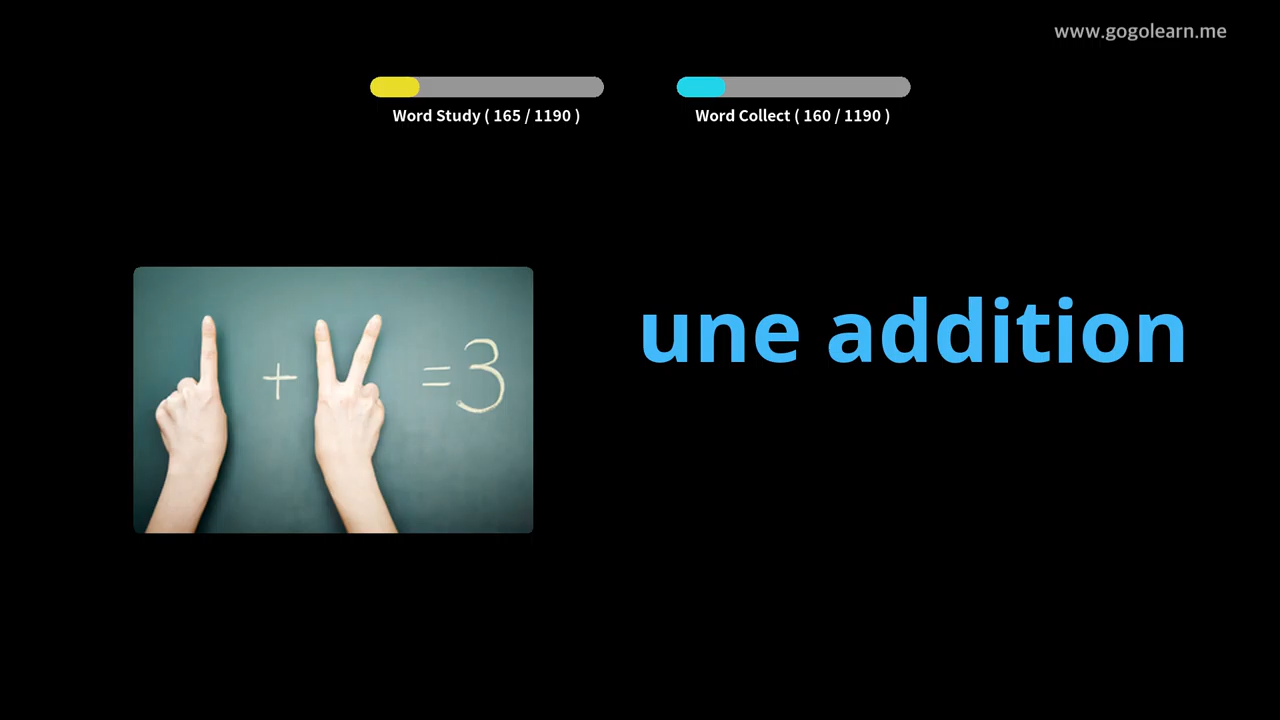 www.gogolearn.me
Word Study ( 165 / 1190 )
Word Collect ( 160 / 1190 )
une addition
+ = 3